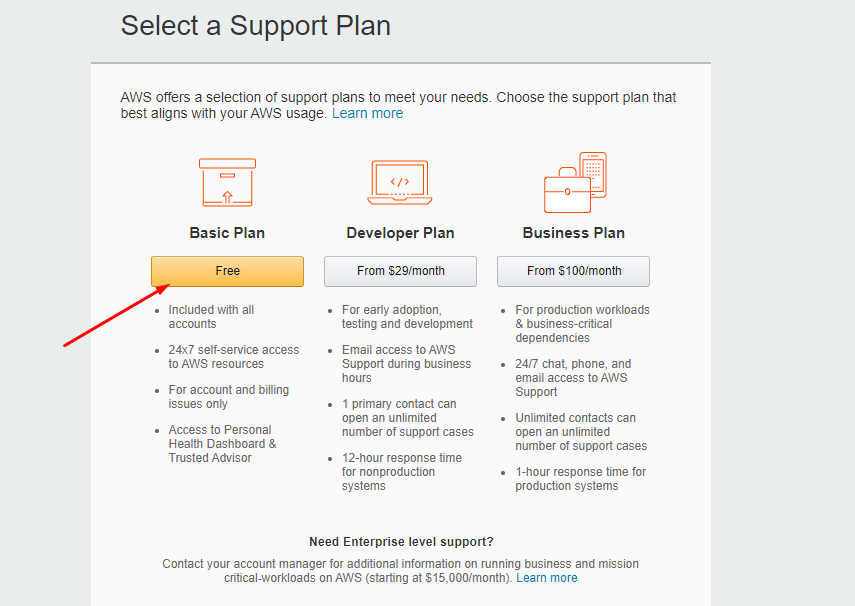 Select a Support Plan
AWS offers a selection of support plans to meet your needs. Choose the support plan that
best aligns with your AWS usage. Learn more
</>
Basic Plan
Free
Included with all
accounts
24x7 self-service access
to AWS resources
For account and billing
issues only
Access to Personal
Health Dashboard &
Trusted Advisor
Developer Plan
From $29/month
For early adoption,
testing and development
Email access to AWS
Support during business
hours
1 primary contact can
open an unlimited
number of support cases
12-hour response time
for nonproduction
systems
Business Plan
From $100/month
For production workloads
& business-critical
dependencies
24/7 chat, phone, and
email access to AWS
Support
Unlimited contacts can
open an unlimited
number of support cases
1-hour response time for
production systems
Need Enterprise level support?
Contact your account manager for additional information on running business and mission
critical-workloads on AWS (starting at $15,000/month). Learn more